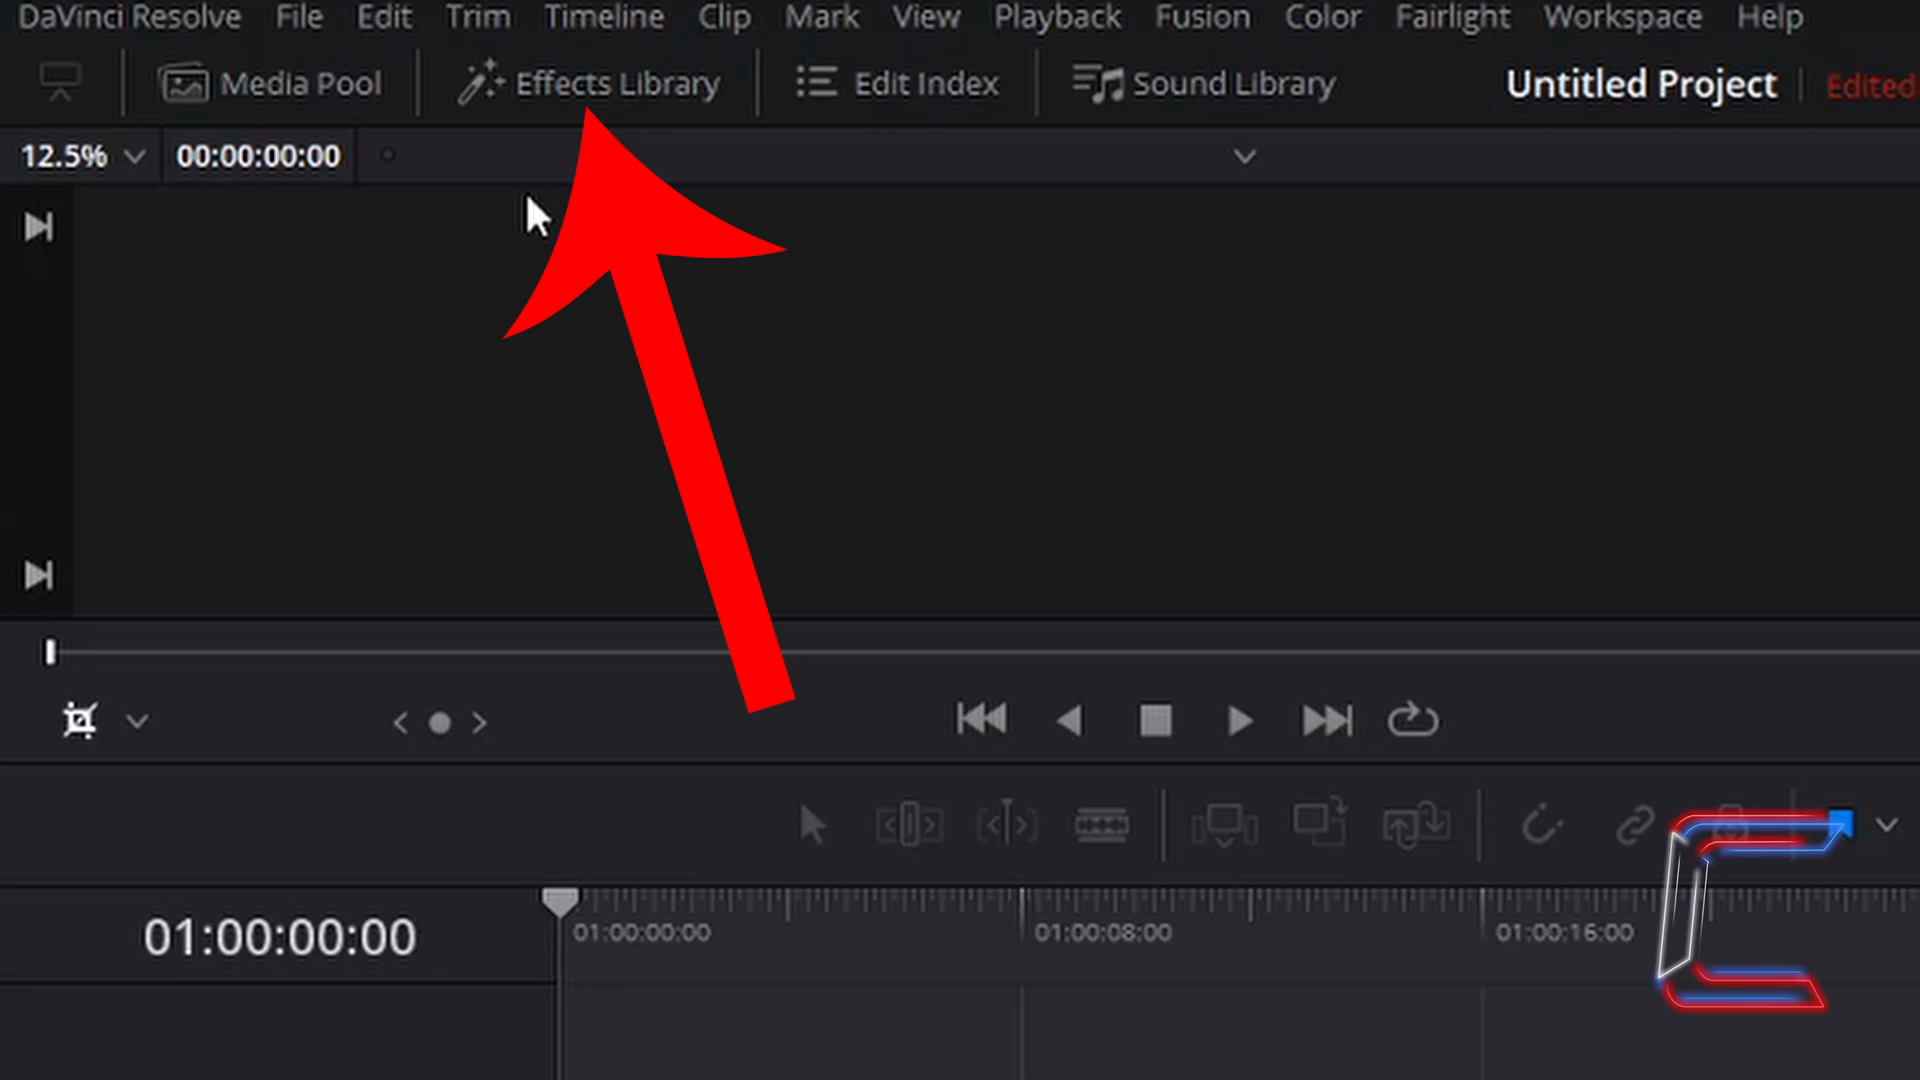 DaVinci Resolve File Edit Trim Timeline Clip Mark View Playback Fusion Color Fairlight Workspace Help
Media Pool Effects Library Edit Index Sound Library Untitled Project Edited
12.5% 00:00:00:00
01:00:00:00 01:00:00:00 01:00:08:00 01:00:16:00